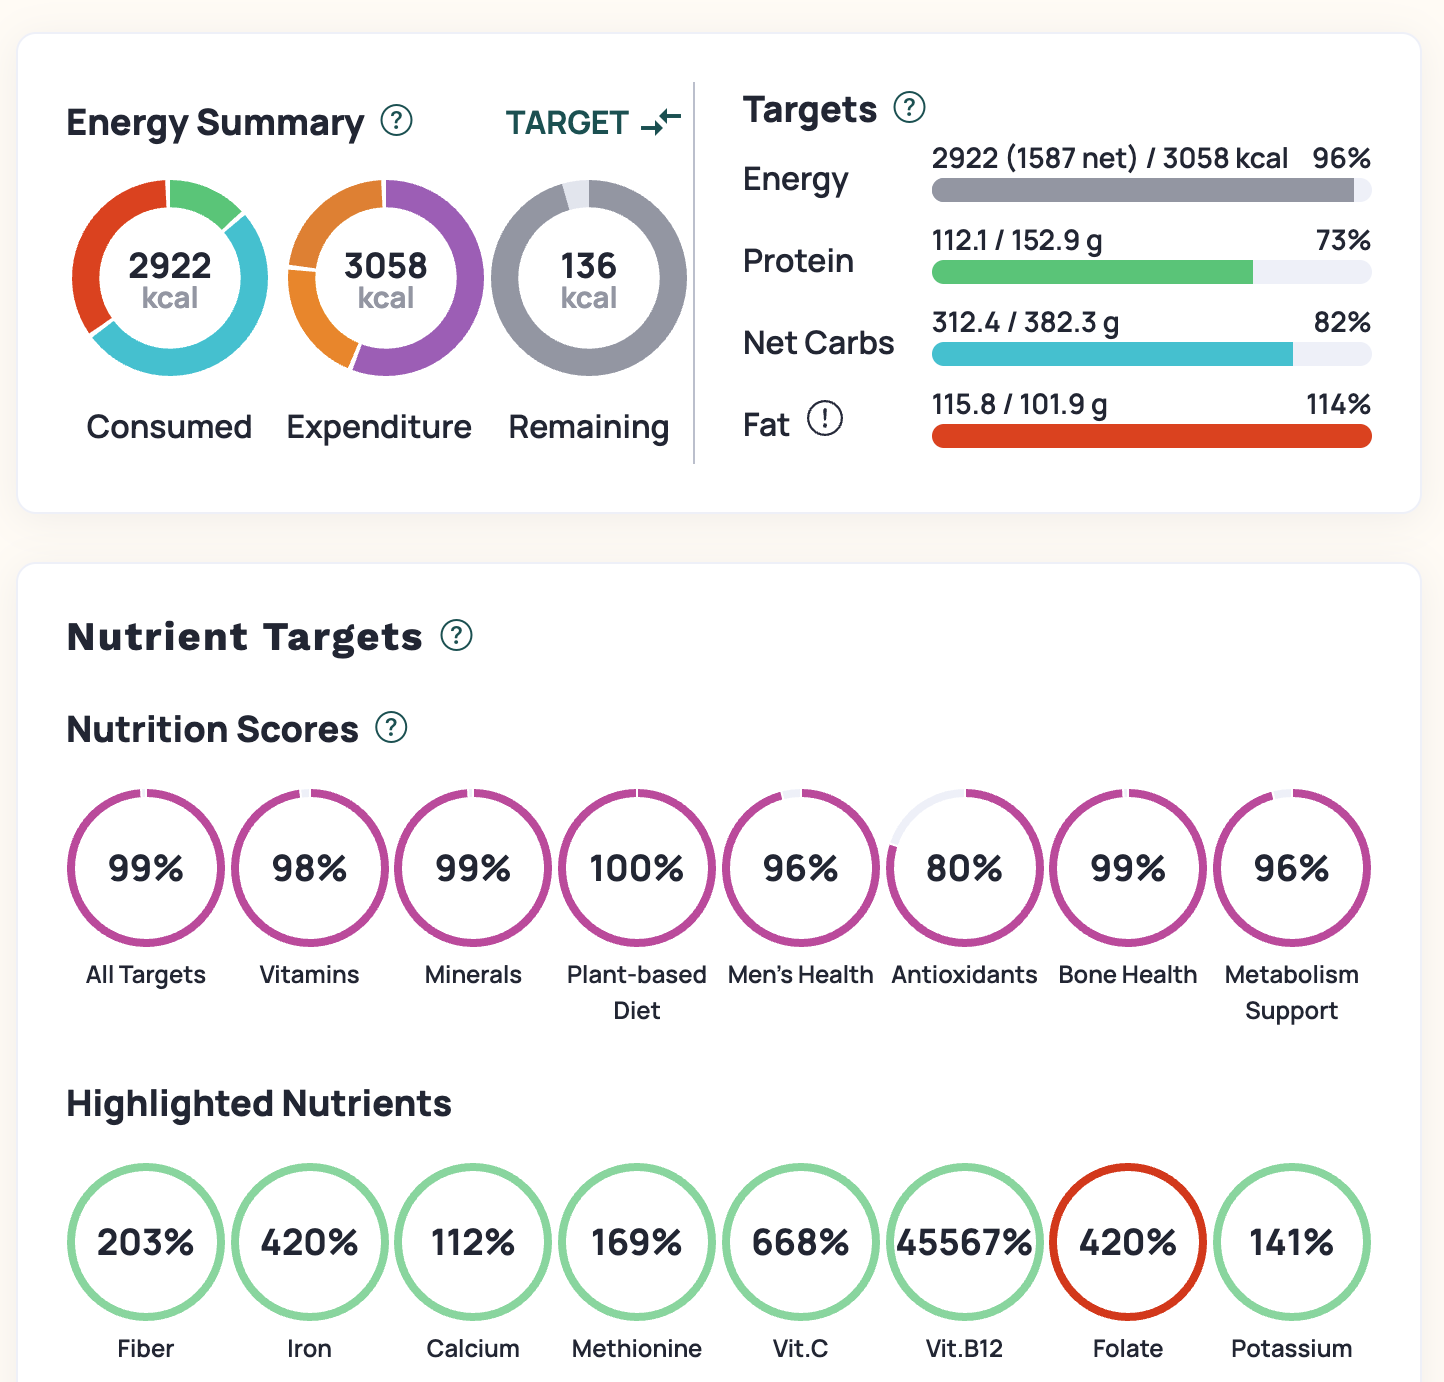 Energy Summary ?
TARGET
2922
kcal
Consumed
3058
kcal
Expenditure
136
kcal
Remaining
Targets ?
Energy
2922 (1587 net) / 3058 kcal 96%
Protein
112.1 / 152.9 g 73%
Net Carbs
312.4 / 382.3 g 82%
Fat !
115.8 / 101.9 g 114%
Nutrient Targets ?
Nutrition Scores ?
99%
All Targets
98%
Vitamins
99%
Minerals
100%
Plant-based
Diet
96%
Men's Health
80%
Antioxidants
99%
Bone Health
96%
Metabolism
Support
Highlighted Nutrients
203%
Fiber
420%
Iron
112%
Calcium
169%
Methionine
668%
Vit.C
45567%
Vit.B12
420%
Folate
141%
Potassium